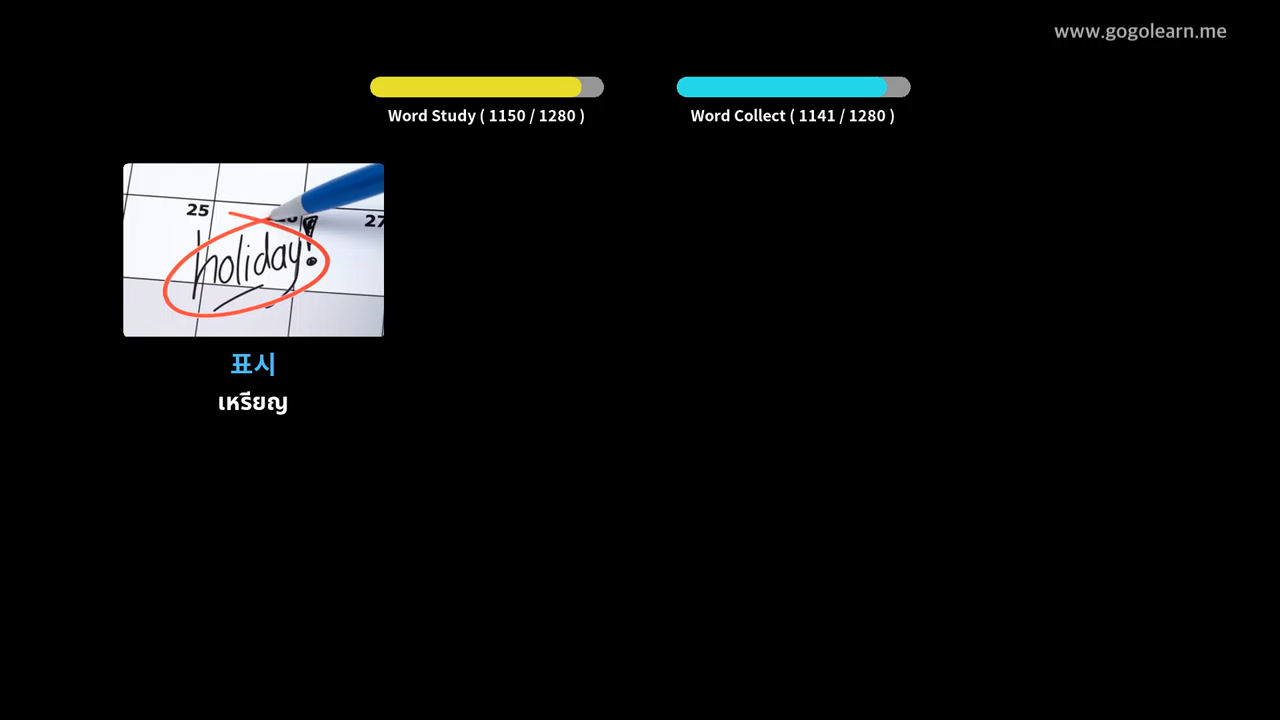 www.gogolearn.me
Word Study ( 1150 / 1280 )
Word Collect ( 1141 / 1280 )
25
27
holiday!
표시
เหรียญ